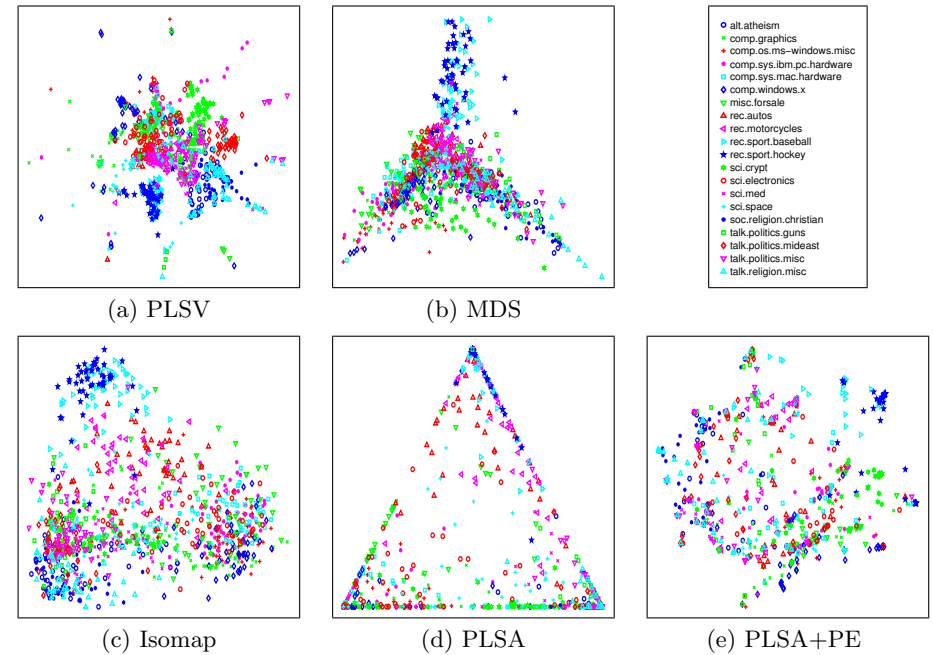 alt.atheism
comp.graphics
comp.os.ms-windows.misc
comp.sys.ibm.pc.hardware
comp.sys.mac.hardware
comp.windows.x
misc.forsale
rec.autos
rec.motorcycles
rec.sport.baseball
rec.sport.hockey
sci.crypt
sci.electronics
sci.med
sci.space
soc.religion.christian
talk.politics.guns
talk.politics.mideast
talk.politics.misc
talk.religion.misc
(a) PLSV
(b) MDS
(c) Isomap
(d) PLSA
(e) PLSA+PE